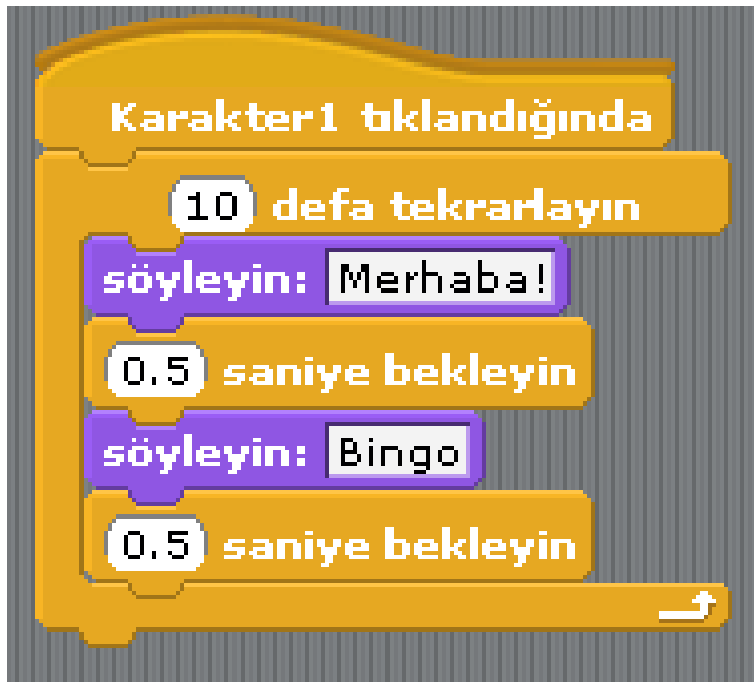 Karakter1 tıklandığında
10 defa tekrarlayın
söyleyin: Merhaba!
0.5 saniye bekleyin
söyleyin: Bingo
0.5 saniye bekleyin